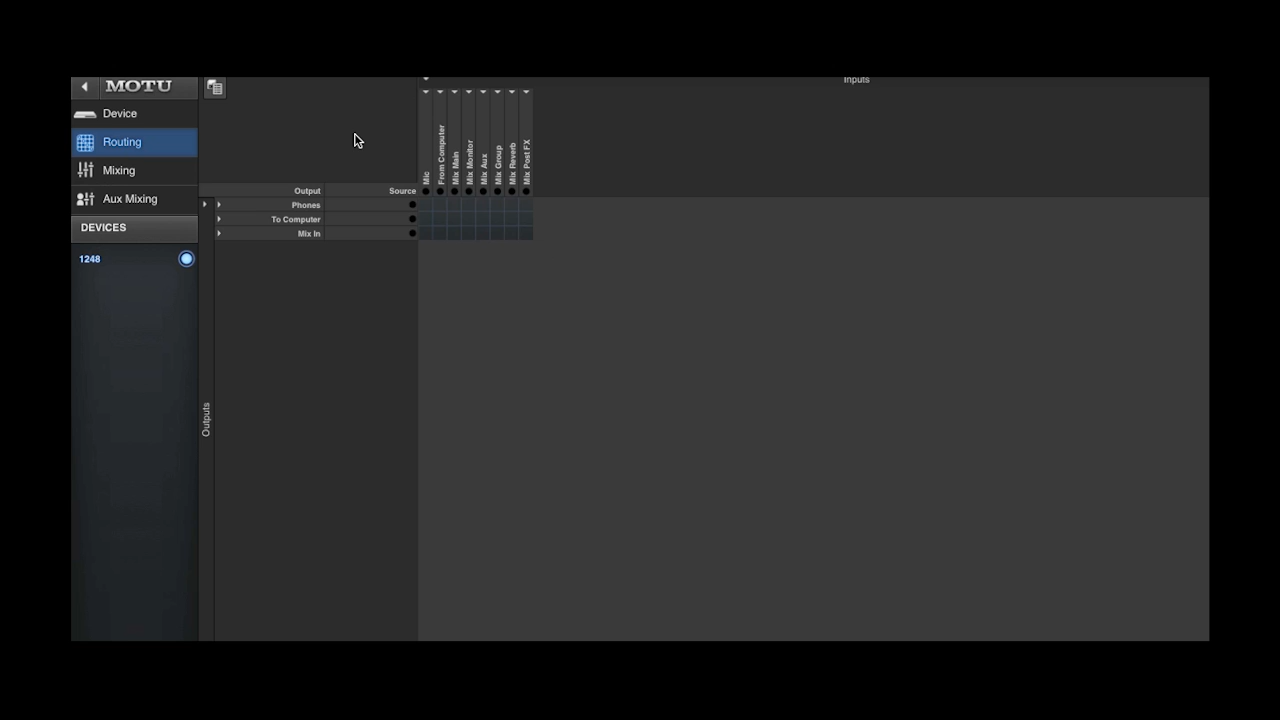 MOTU
Inputs
Device
Routing
Mixing
Aux Mixing
DEVICES
1248
Mic
From Computer
Mix Main
Mix Monitor
Mix Aux
Mix Group
Mix Reverb
Mix Post FX
Output Source
Phones
To Computer
Mix In
Outputs